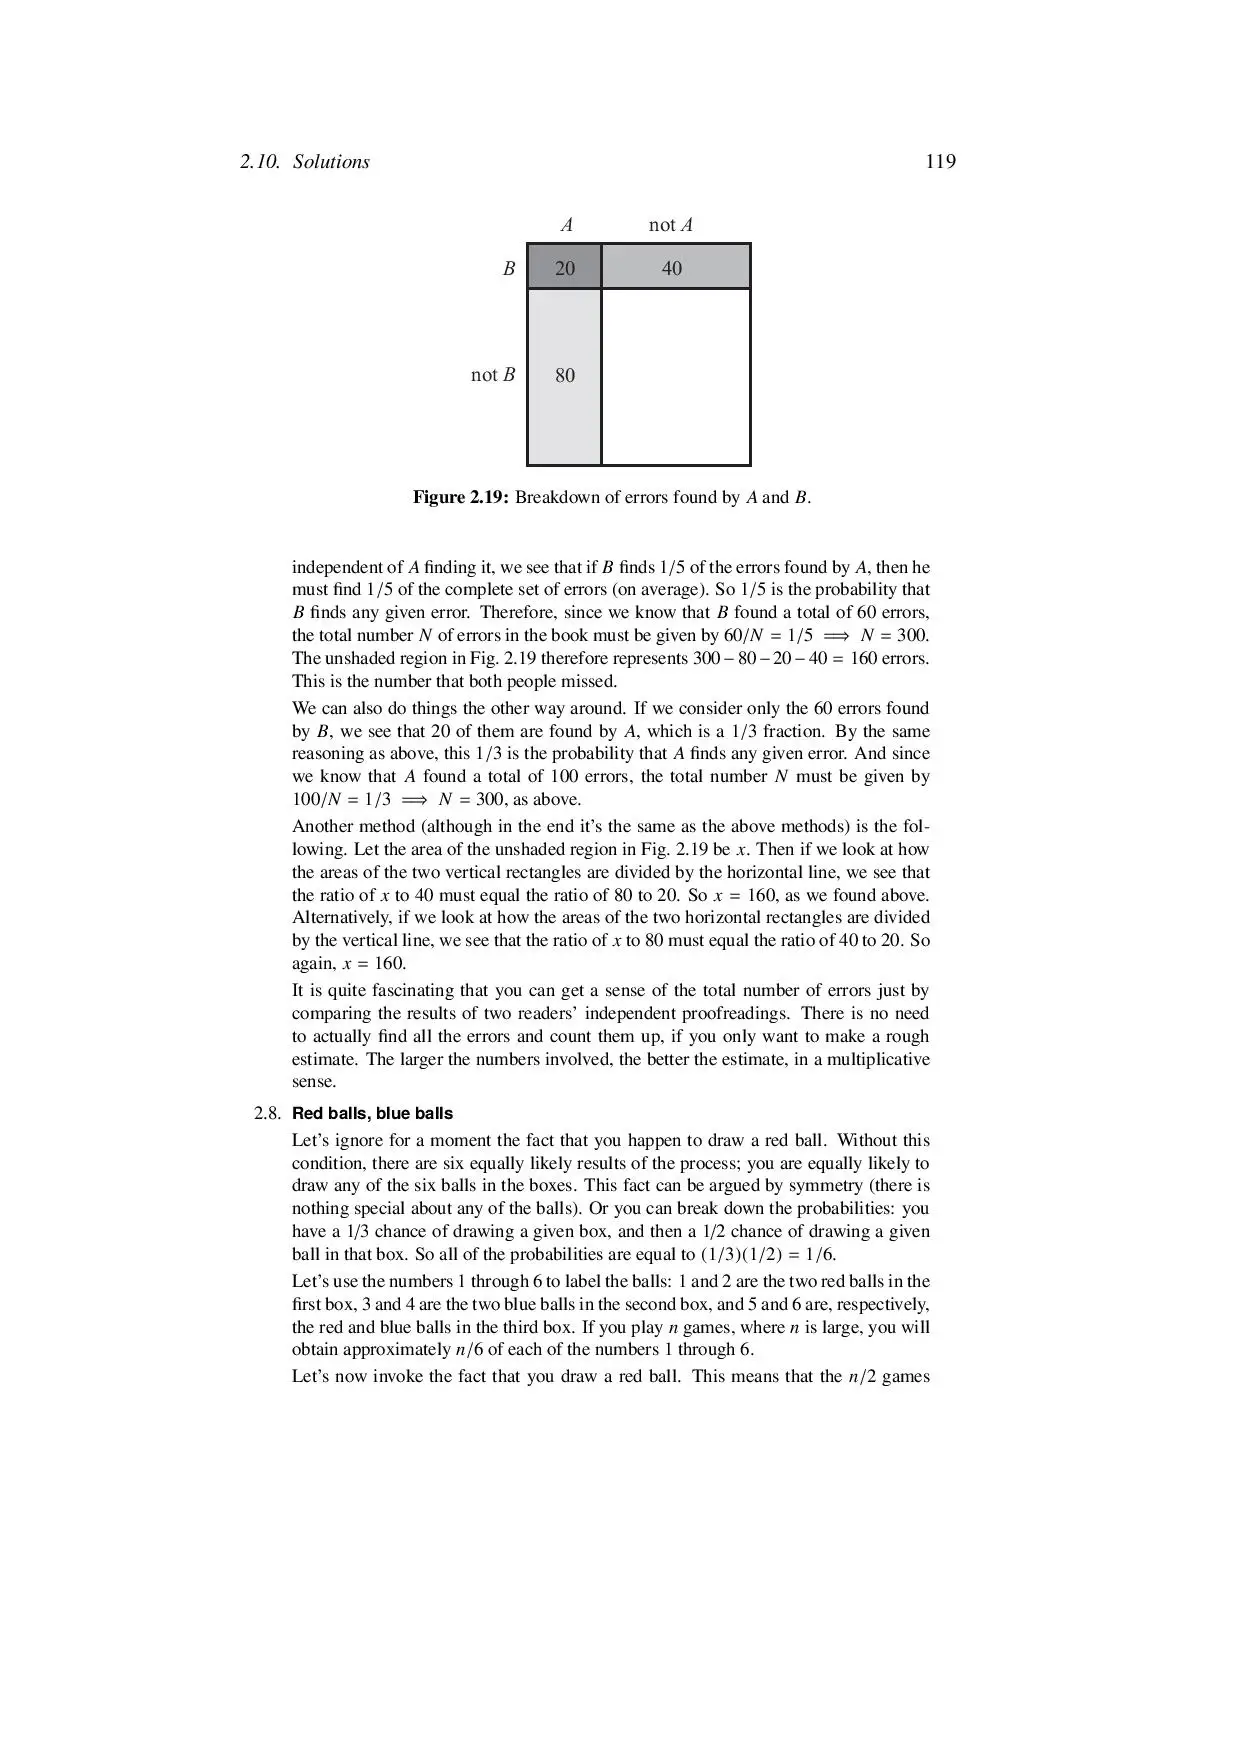 2.10. Solutions 119
A not A
B 20 40
not B 80
Figure 2.19: Breakdown of errors found by A and B.
independent of A finding it, we see that if B finds 1/5 of the errors found by A, then he
must find 1/5 of the complete set of errors (on average). So 1/5 is the probability that
B finds any given error. Therefore, since we know that B found a total of 60 errors,
the total number N of errors in the book must be given by 60/N = 1/5 ⟹ N = 300.
The unshaded region in Fig. 2.19 therefore represents 300 − 80 − 20 − 40 = 160 errors.
This is the number that both people missed.
We can also do things the other way around. If we consider only the 60 errors found
by B, we see that 20 of them are found by A, which is a 1/3 fraction. By the same
reasoning as above, this 1/3 is the probability that A finds any given error. And since
we know that A found a total of 100 errors, the total number N must be given by
100/N = 1/3 ⟹ N = 300, as above.
Another method (although in the end it's the same as the above methods) is the fol-
lowing. Let the area of the unshaded region in Fig. 2.19 be x. Then if we look at how
the areas of the two vertical rectangles are divided by the horizontal line, we see that
the ratio of x to 40 must equal the ratio of 80 to 20. So x = 160, as we found above.
Alternatively, if we look at how the areas of the two horizontal rectangles are divided
by the vertical line, we see that the ratio of x to 80 must equal the ratio of 40 to 20. So
again, x = 160.
It is quite fascinating that you can get a sense of the total number of errors just by
comparing the results of two readers' independent proofreadings. There is no need
to actually find all the errors and count them up, if you only want to make a rough
estimate. The larger the numbers involved, the better the estimate, in a multiplicative
sense.
2.8. Red balls, blue balls
Let's ignore for a moment the fact that you happen to draw a red ball. Without this
condition, there are six equally likely results of the process; you are equally likely to
draw any of the six balls in the boxes. This fact can be argued by symmetry (there is
nothing special about any of the balls). Or you can break down the probabilities: you
have a 1/3 chance of drawing a given box, and then a 1/2 chance of drawing a given
ball in that box. So all of the probabilities are equal to (1/3)(1/2) = 1/6.
Let's use the numbers 1 through 6 to label the balls: 1 and 2 are the two red balls in the
first box, 3 and 4 are the two blue balls in the second box, and 5 and 6 are, respectively,
the red and blue balls in the third box. If you play n games, where n is large, you will
obtain approximately n/6 of each of the numbers 1 through 6.
Let's now invoke the fact that you draw a red ball. This means that the n/2 games